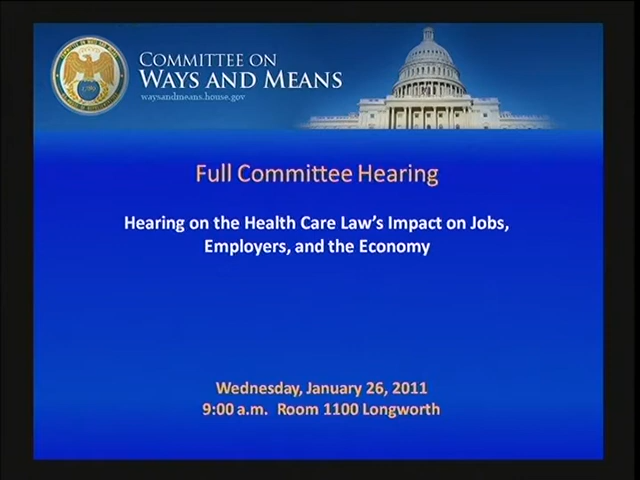 COMMITTEE ON
WAYS AND MEANS
waysandmeans.house.gov
Full Committee Hearing
Hearing on the Health Care Law's Impact on Jobs,
Employers, and the Economy
Wednesday, January 26, 2011
9:00 a.m. Room 1100 Longworth